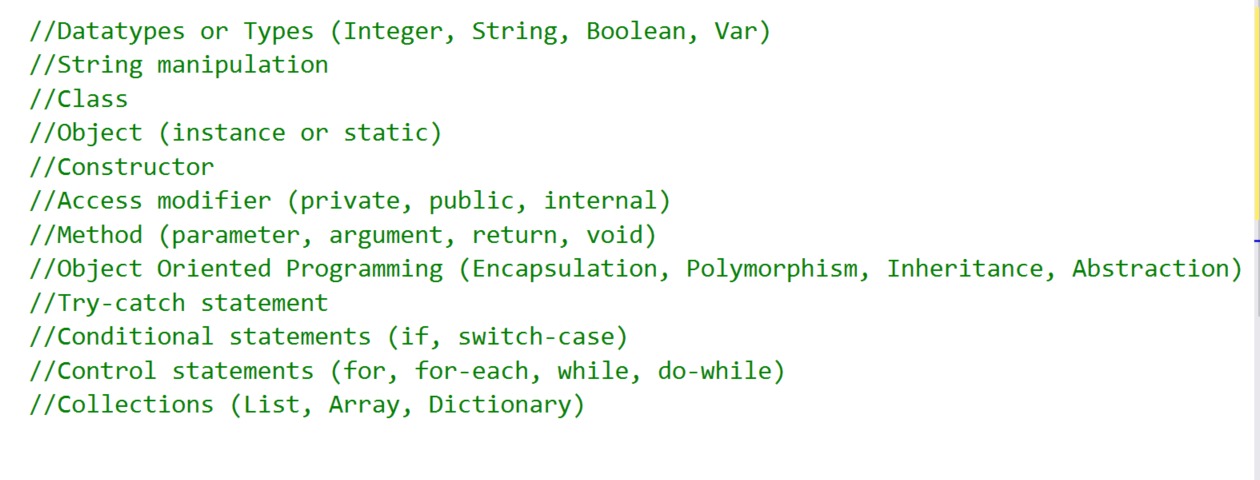 //Datatypes or Types (Integer, String, Boolean, Var)
//String manipulation
//Class
//Object (instance or static)
//Constructor
//Access modifier (private, public, internal)
//Method (parameter, argument, return, void)
//Object Oriented Programming (Encapsulation, Polymorphism, Inheritance, Abstraction)
//Try-catch statement
//Conditional statements (if, switch-case)
//Control statements (for, for-each, while, do-while)
//Collections (List, Array, Dictionary)